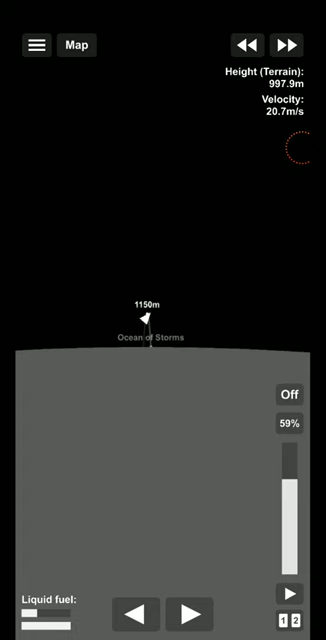 Map
Height (Terrain):
997.9m
Velocity:
20.7m/s
1150m
Ocean of Storms
Off
59%
Liquid fuel:
1 2